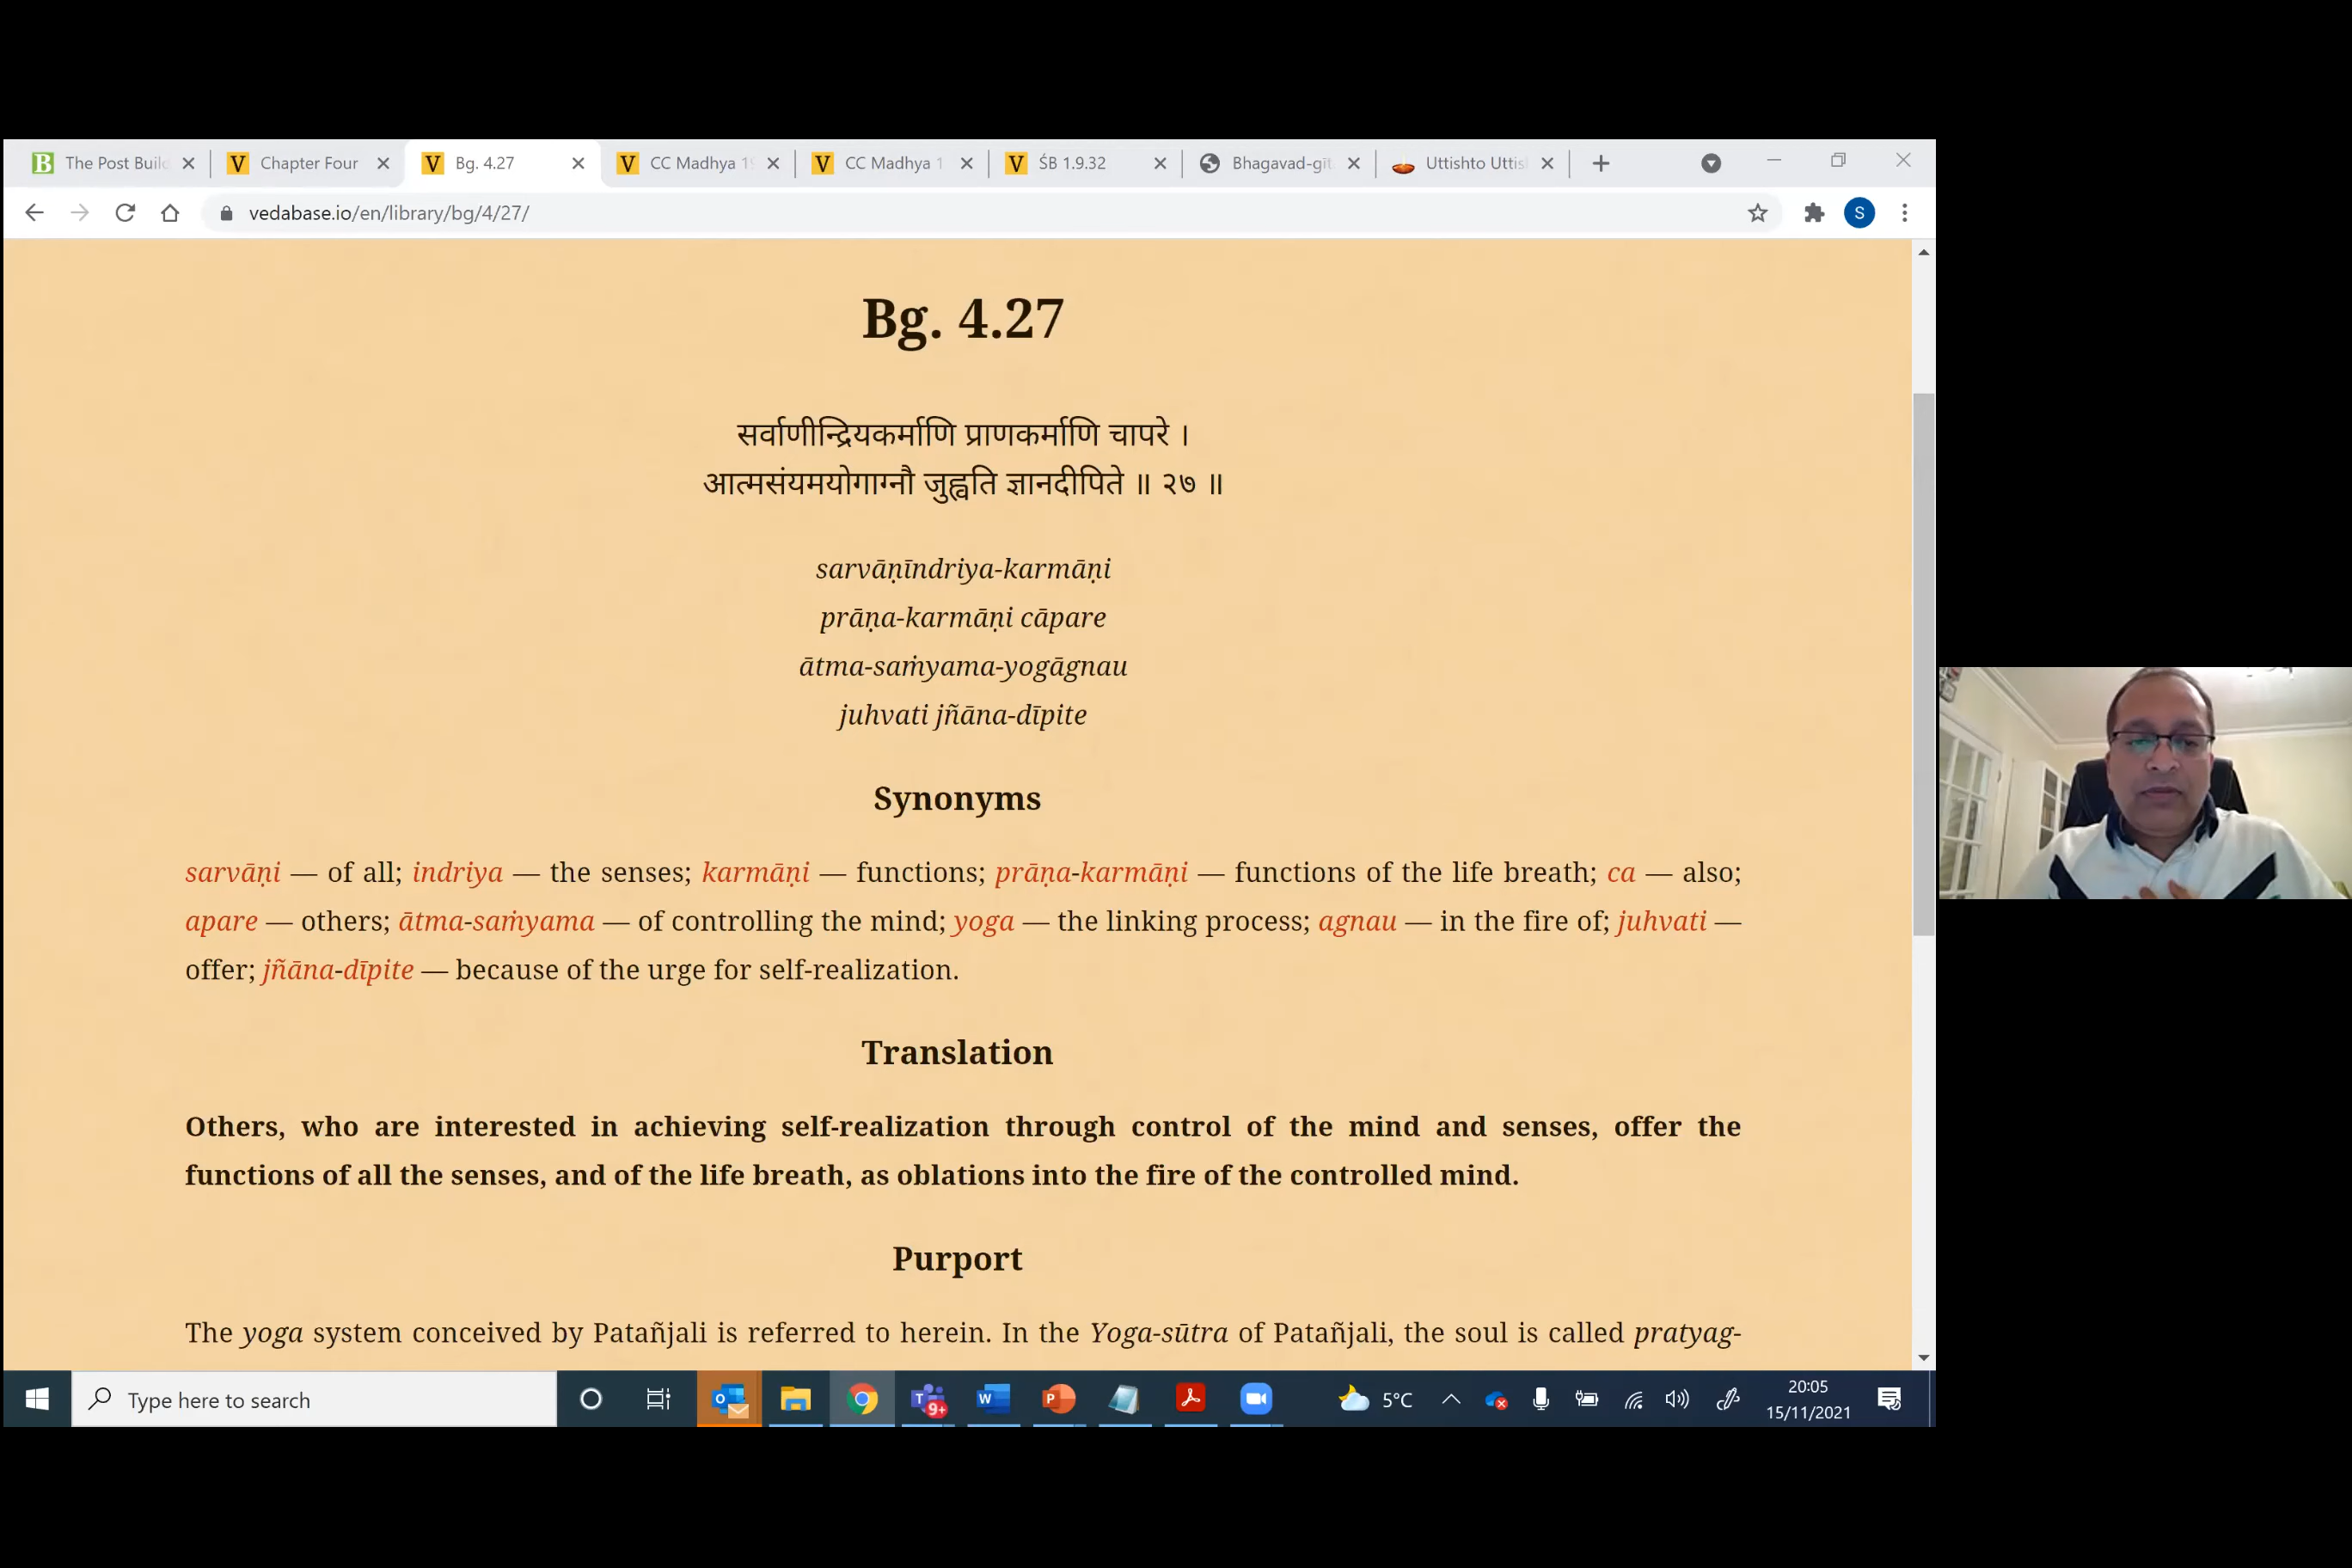 The Post Build
Chapter Four
Bg. 4.27
CC Madhya 1
CC Madhya 1
ŚB 1.9.32
Bhagavad-gīt
Uttishto Uttis
vedabase.io/en/library/bg/4/27/
S
Bg. 4.27
सर्वाणीन्द्रियकर्माणि प्राणकर्माणि चापरे ।
आत्मसंयमयोगाग्नौ जुह्वति ज्ञानदीपिते ॥ २७ ॥
sarvāṇīndriya-karmāṇi
prāṇa-karmāṇi cāpare
ātma-saṁyama-yogāgnau
juhvati jñāna-dīpite
Synonyms
sarvāṇi — of all; indriya — the senses; karmāṇi — functions; prāṇa-karmāṇi — functions of the life breath; ca — also;
apare — others; ātma-saṁyama — of controlling the mind; yoga — the linking process; agnau — in the fire of; juhvati —
offer; jñāna-dīpite — because of the urge for self-realization.
Translation
Others, who are interested in achieving self-realization through control of the mind and senses, offer the
functions of all the senses, and of the life breath, as oblations into the fire of the controlled mind.
Purport
The yoga system conceived by Patañjali is referred to herein. In the Yoga-sūtra of Patañjali, the soul is called pratyag-
Type here to search
9+
5°C
20:05
15/11/2021